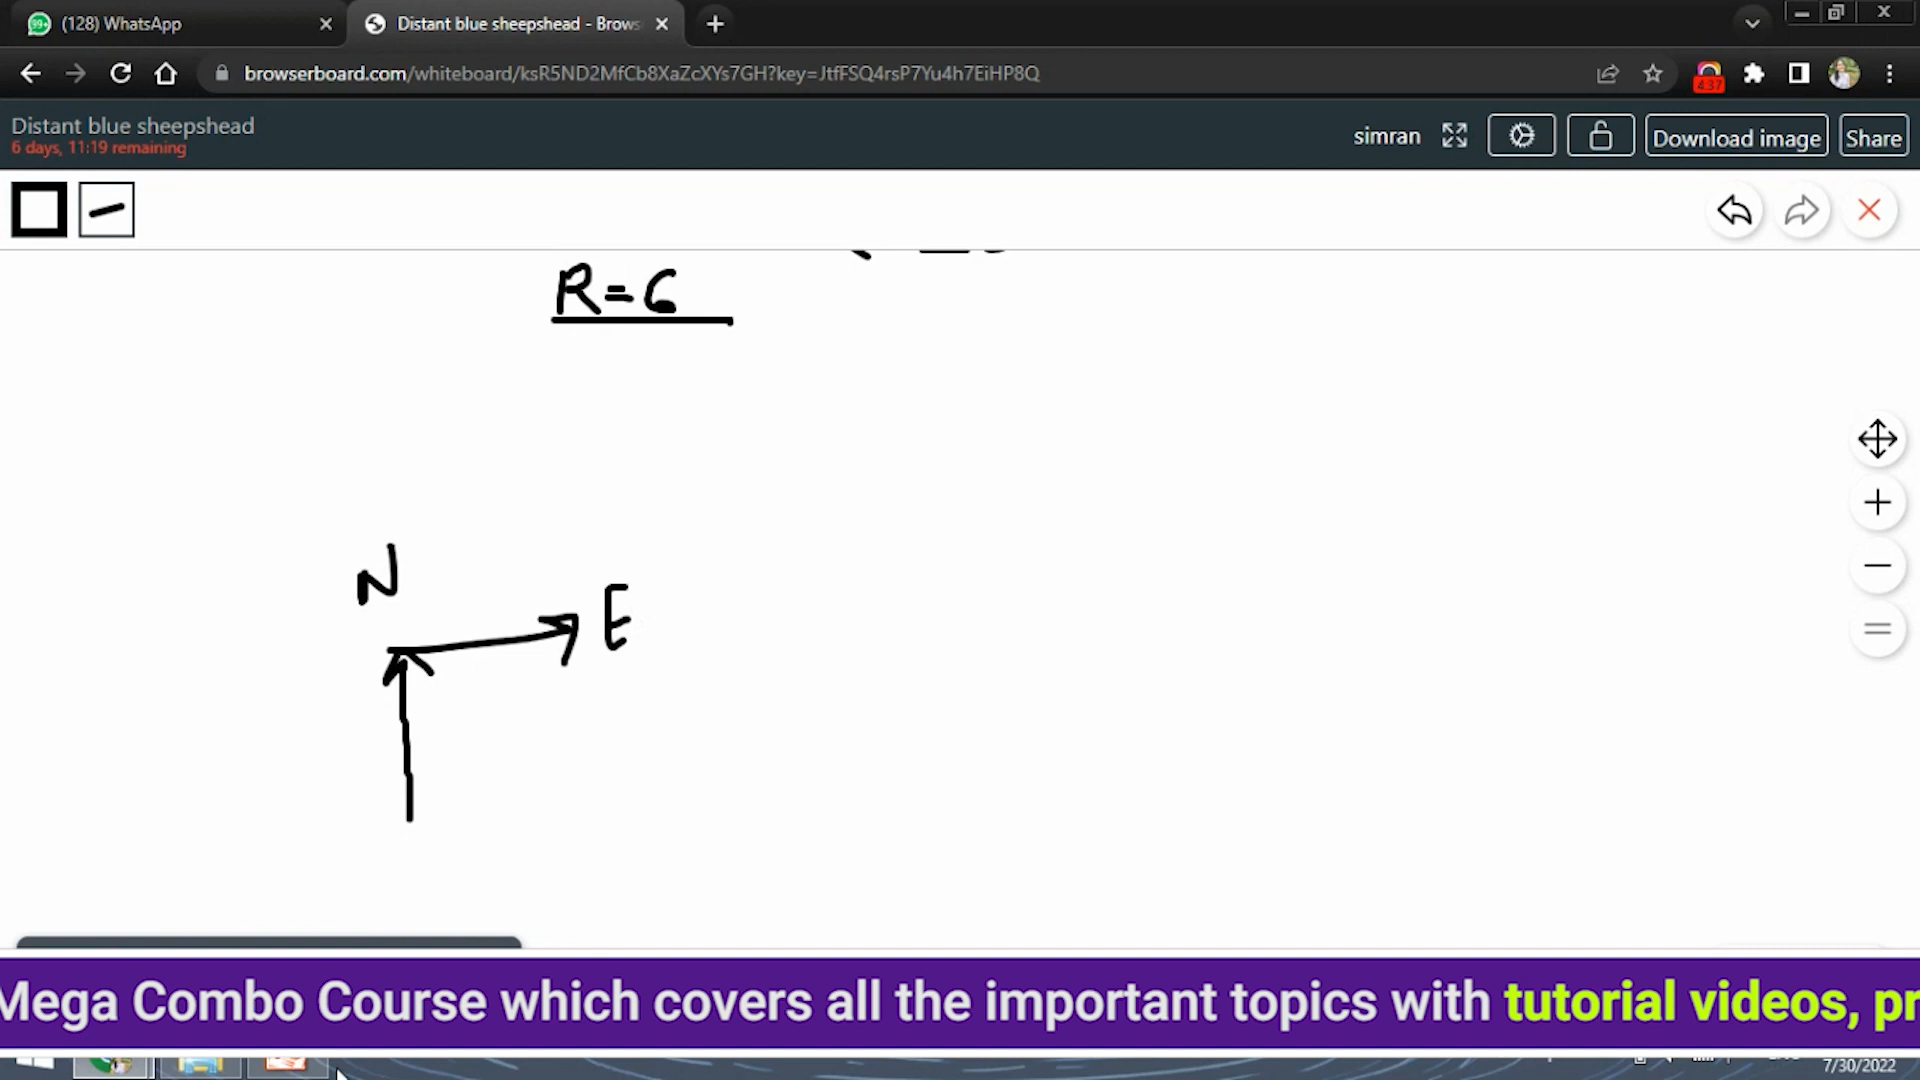 (128) WhatsApp
Distant blue sheepshead - Brows
browserboard.com/whiteboard/ksR5ND2MfCb8XaZcXYs7GH?key=JtfFSQ4rsP7Yu4h7EiHP8Q
4:37
Distant blue sheepshead
6 days, 11:19 remaining
simran
Download image
Share
R=6
N
E
Mega Combo Course which covers all the important topics with tutorial videos, pr
7/30/2022